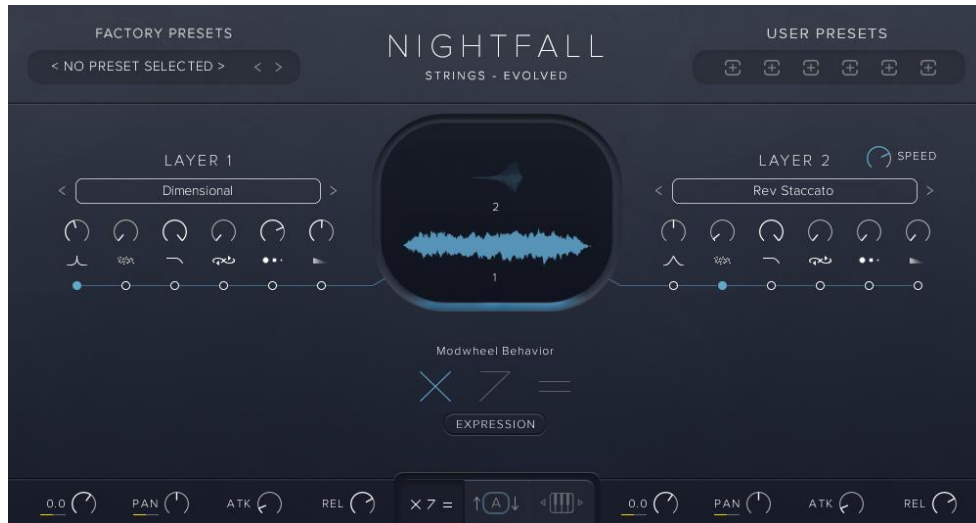 FACTORY PRESETS
< NO PRESET SELECTED > < >
NIGHTFALL
STRINGS - EVOLVED
USER PRESETS
LAYER 1
< Dimensional >
2
1
LAYER 2
SPEED
< Rev Staccato >
Modwheel Behavior
EXPRESSION
0.0 PAN ATK REL × 7 = ↑ A ↓ 0.0 PAN ATK REL